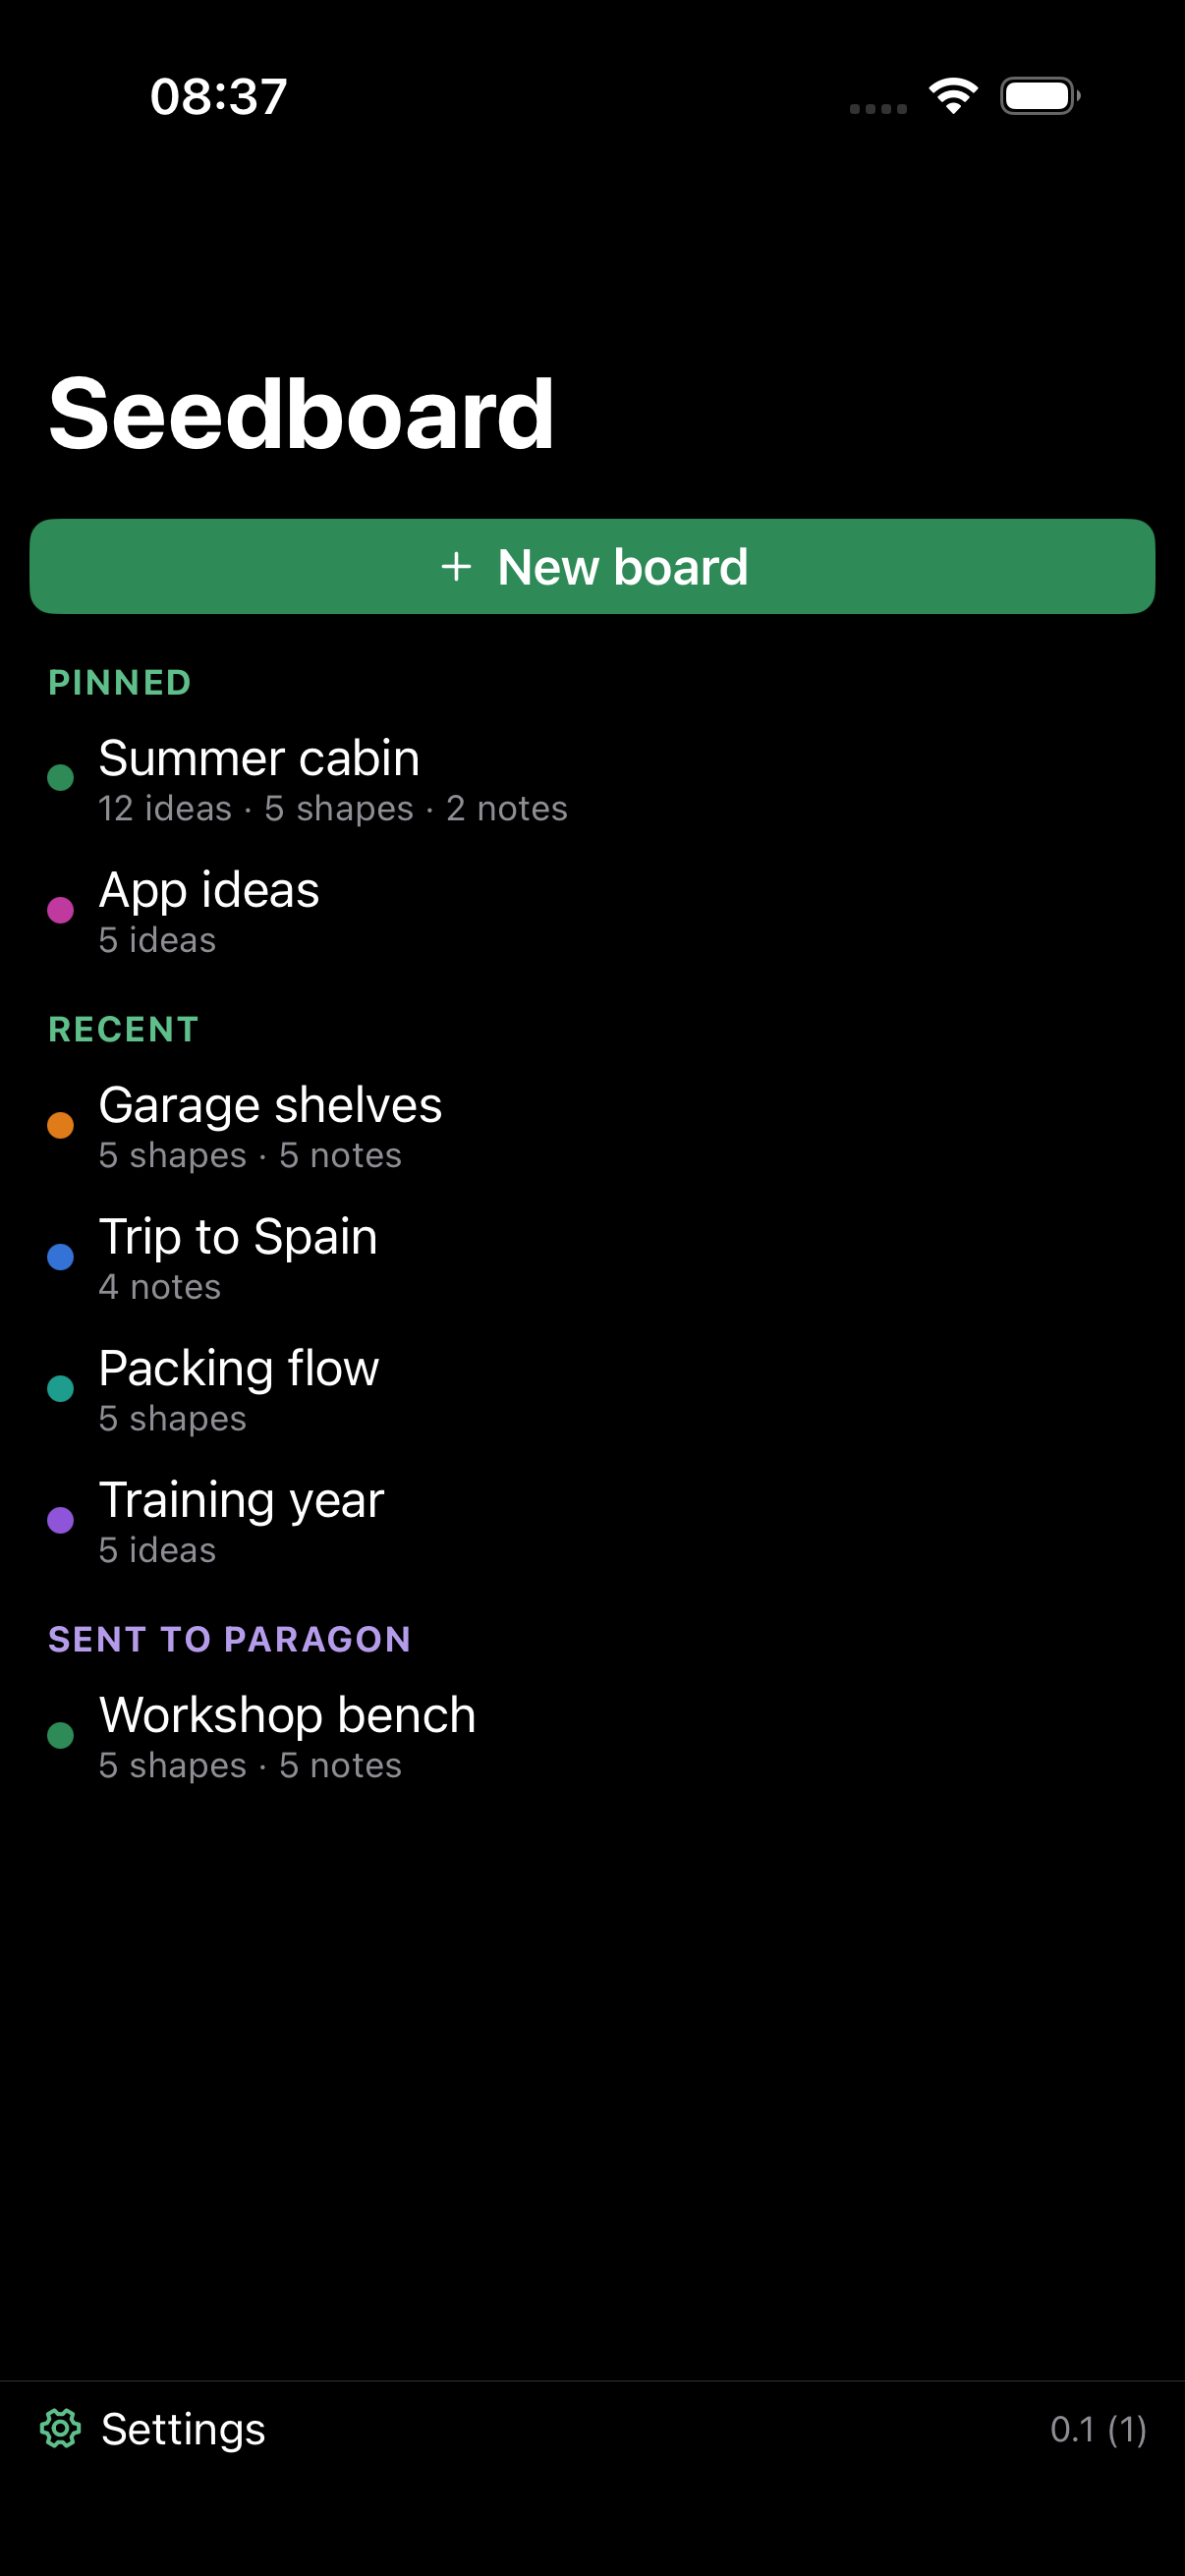 08:37
Seedboard
+ New board
PINNED
Summer cabin
12 ideas · 5 shapes · 2 notes
App ideas
5 ideas
RECENT
Garage shelves
5 shapes · 5 notes
Trip to Spain
4 notes
Packing flow
5 shapes
Training year
5 ideas
SENT TO PARAGON
Workshop bench
5 shapes · 5 notes
Settings 0.1 (1)